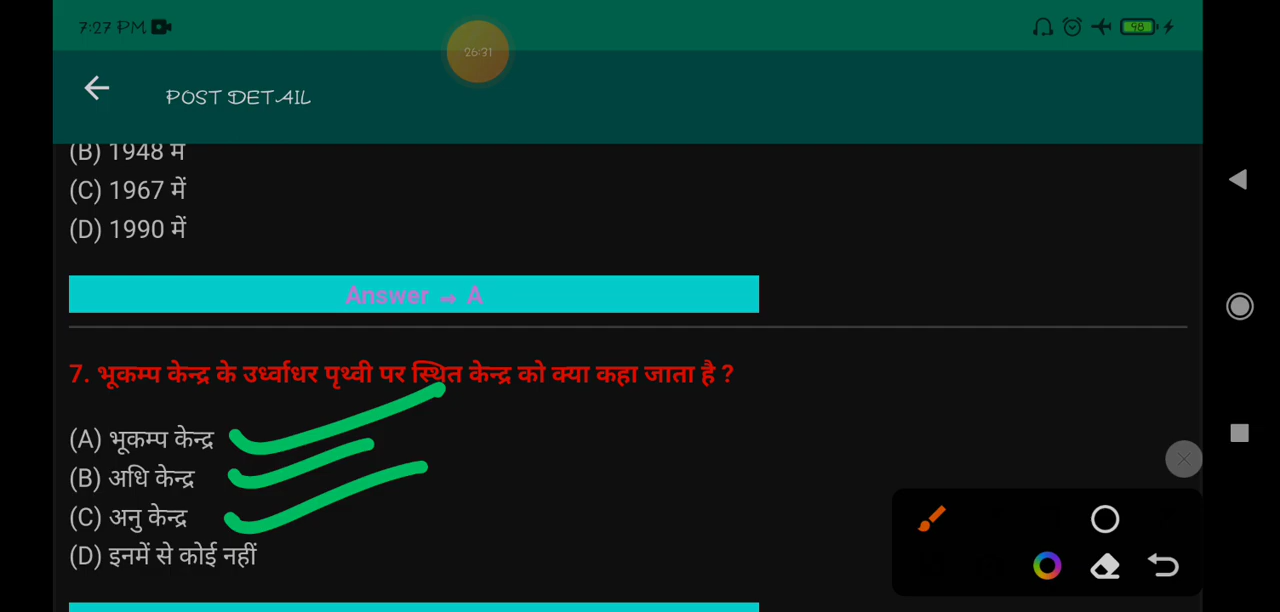 7:27 PM
98
26:31
POST DETAIL
(B) 1948 में
(C) 1967 में
(D) 1990 में
Answer ⇒ A
7. भूकम्प केन्द्र के उर्ध्वाधर पृथ्वी पर स्थित केन्द्र को क्या कहा जाता है ?
(A) भूकम्प केन्द्र
(B) अधि केन्द्र
(C) अनु केन्द्र
(D) इनमें से कोई नहीं